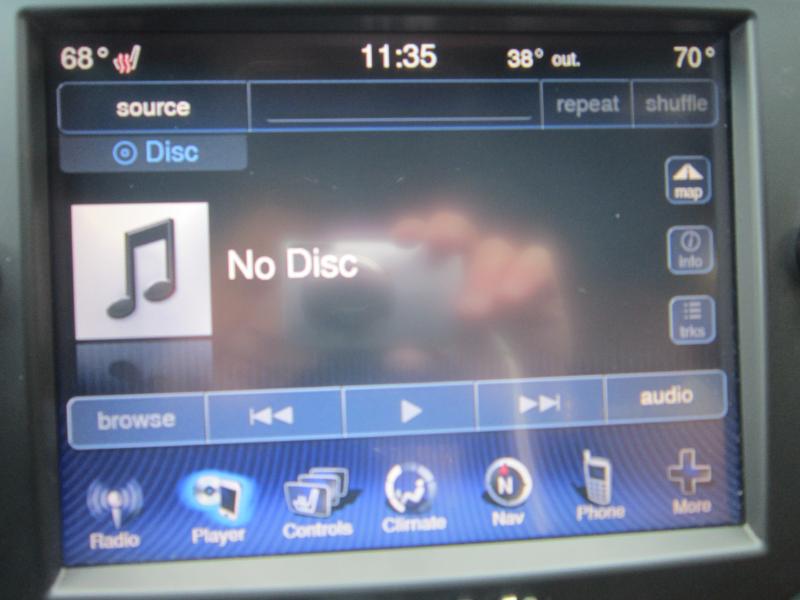 68° 11:35 38° out. 70°
source repeat shuffle
Disc
map
No Disc
info
trks
browse audio
Radio Player Controls Climate N Nav Phone More